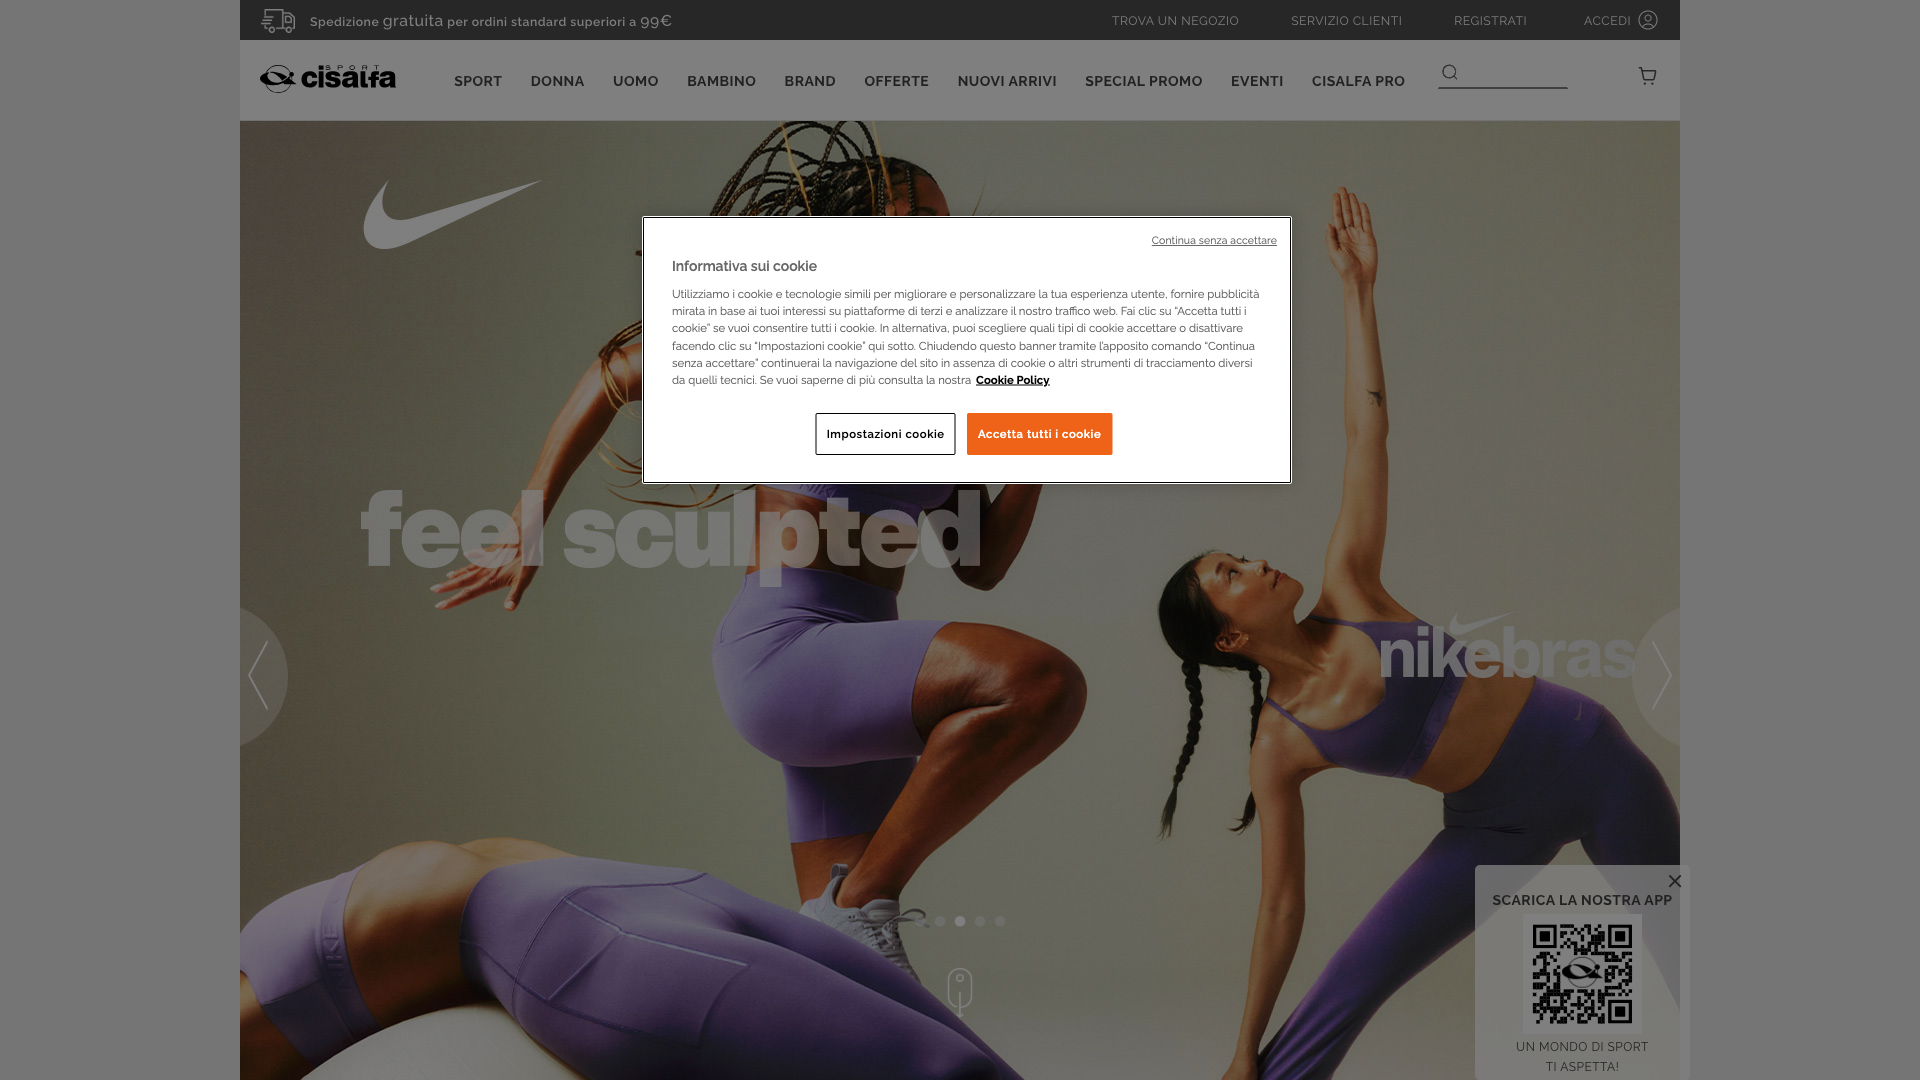 Spedizione gratuita per ordini standard superiori a 99€
TROVA UN NEGOZIO
SERVIZIO CLIENTI
REGISTRATI
ACCEDI
SPORT
cisalfa
SPORT
DONNA
UOMO
BAMBINO
BRAND
OFFERTE
NUOVI ARRIVI
SPECIAL PROMO
EVENTI
CISALFA PRO
Continua senza accettare
Informativa sui cookie
Utilizziamo i cookie e tecnologie simili per migliorare e personalizzare la tua esperienza utente, fornire pubblicità
mirata in base ai tuoi interessi su piattaforme di terzi e analizzare il nostro traffico web. Fai clic su “Accetta tutti i
cookie” se vuoi consentire tutti i cookie. In alternativa, puoi scegliere quali tipi di cookie accettare o disattivare
facendo clic su “Impostazioni cookie” qui sotto. Chiudendo questo banner tramite l’apposito comando “Continua
senza accettare” continuerai la navigazione del sito in assenza di cookie o altri strumenti di tracciamento diversi
da quelli tecnici. Se vuoi saperne di più consulta la nostra Cookie Policy
Impostazioni cookie
Accetta tutti i cookie
feel sculpted
nikebras
NIKE
SCARICA LA NOSTRA APP
UN MONDO DI SPORT
TI ASPETTA!